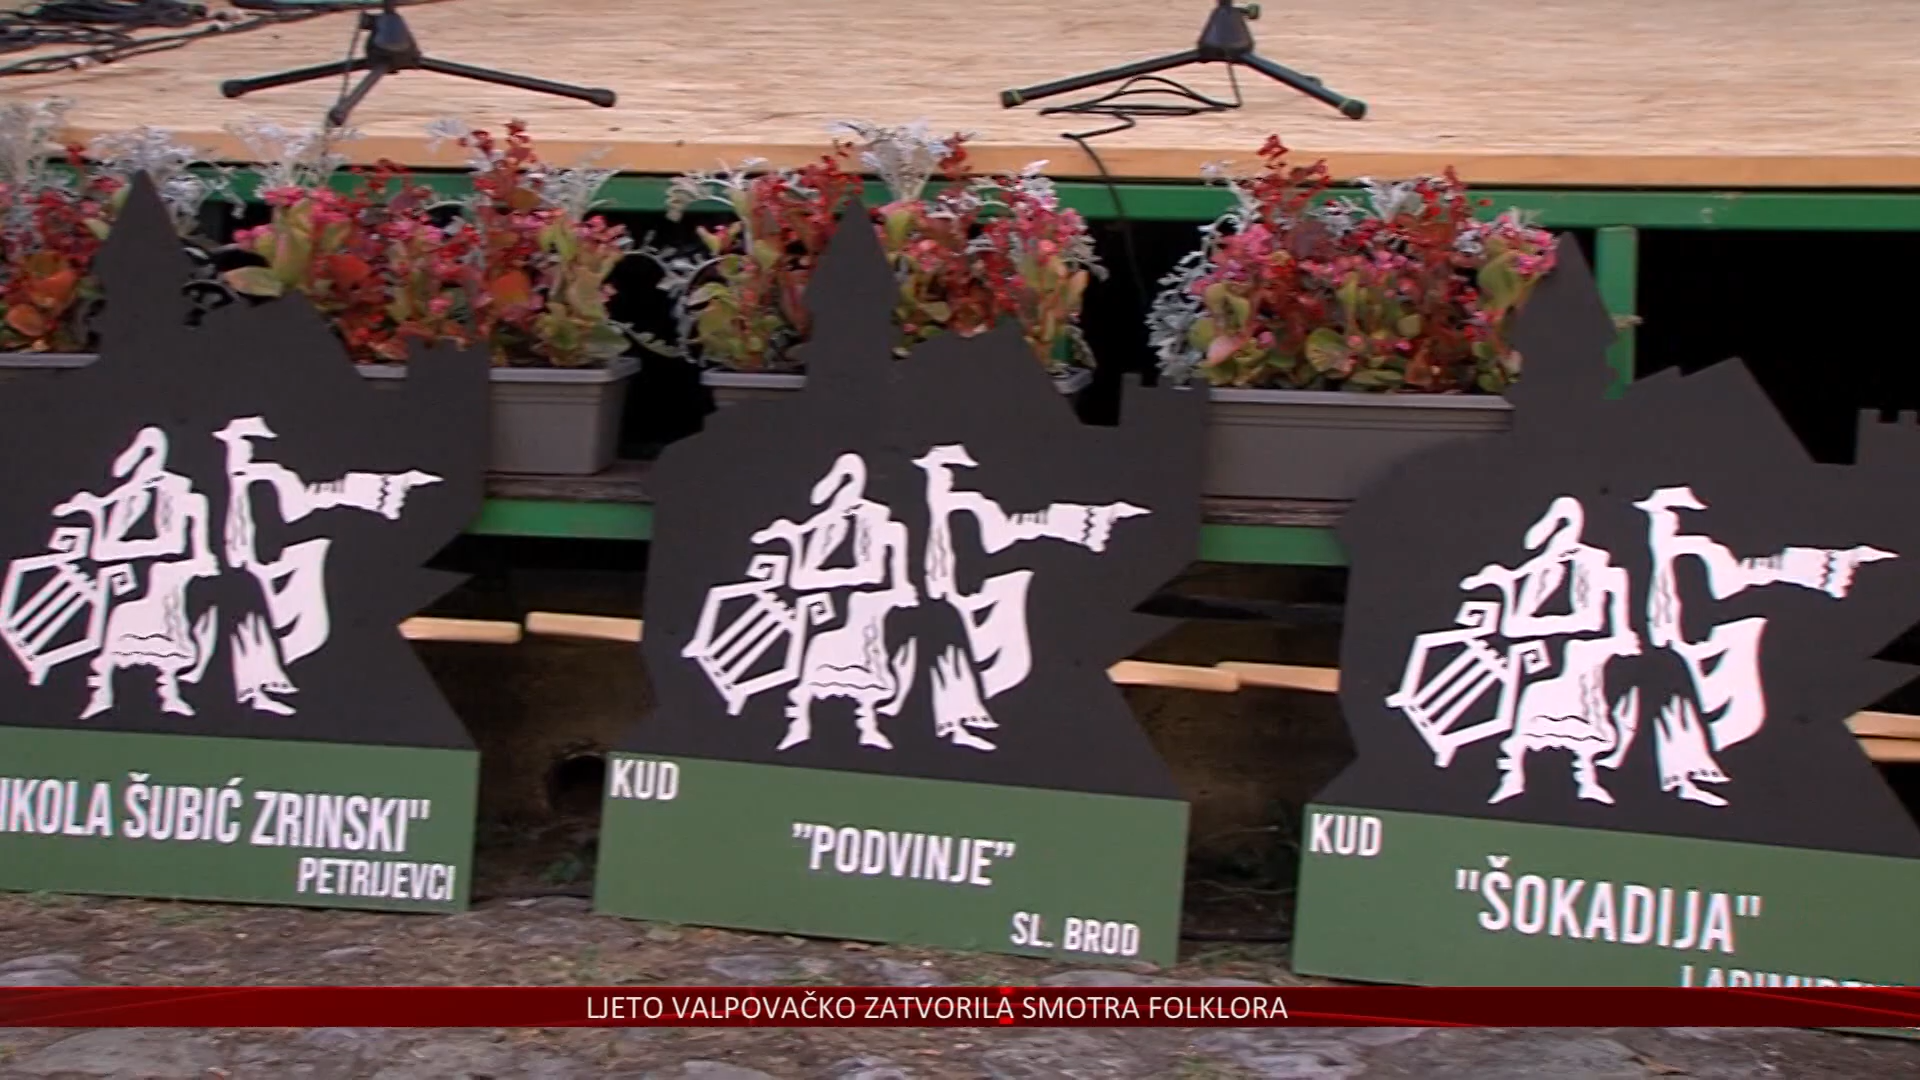 IKOLA ŠUBIĆ ZRINSKI"
PETRIJEVCI
KUD
"PODVINJE"
SL. BROD
KUD
"ŠOKADIJA"
LJETO VALPOVAČKO ZATVORILA SMOTRA FOLKLORA